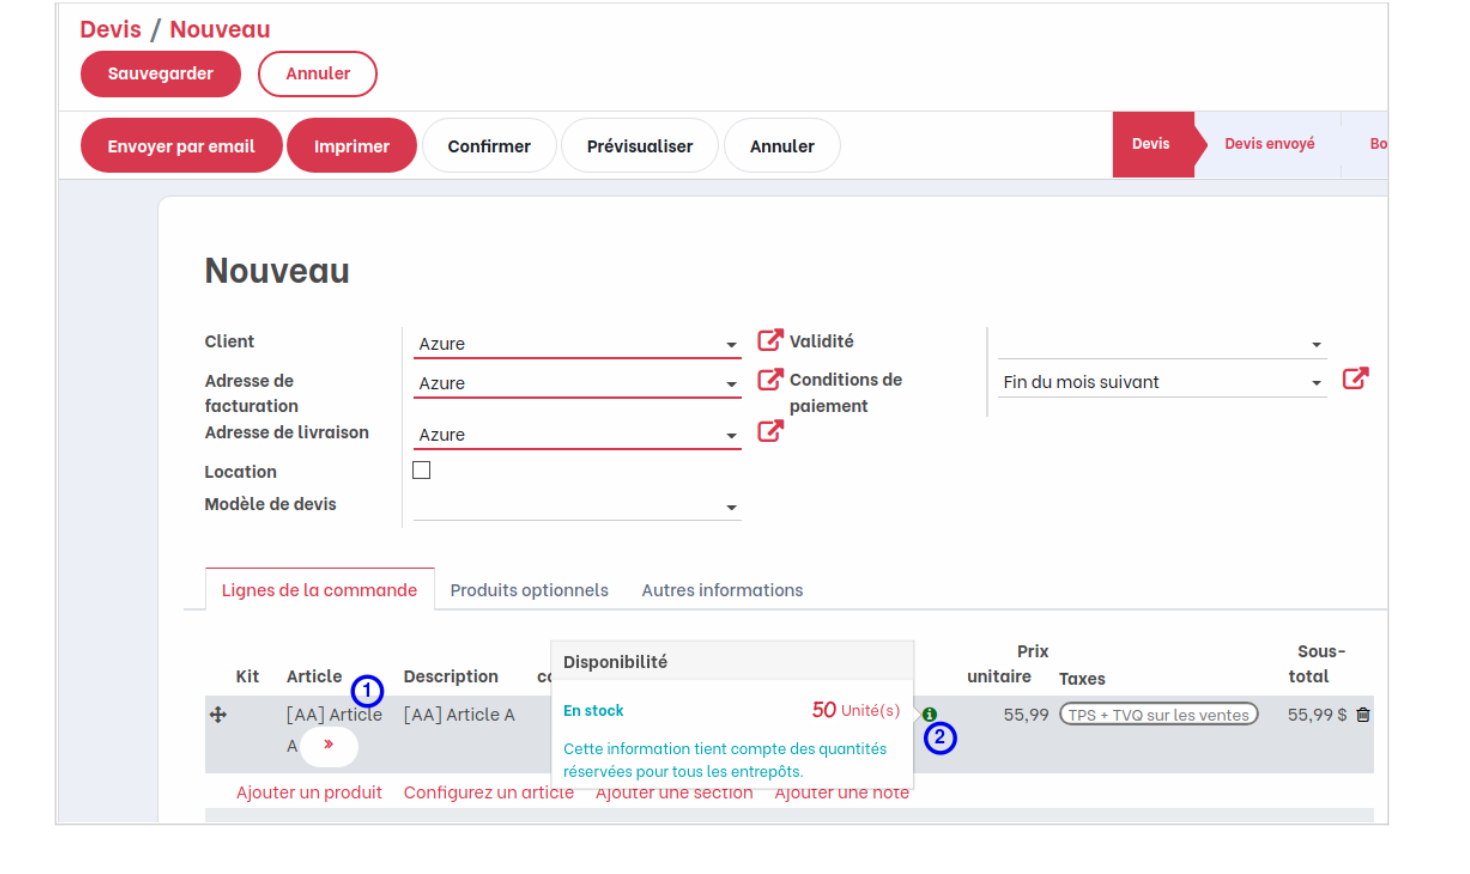 Devis / Nouveau
Sauvegarder Annuler
Envoyer par email Imprimer Confirmer Prévisualiser Annuler Devis Devis envoyé Bo
Nouveau
Client Azure Validité
Adresse de facturation Azure Conditions de paiement Fin du mois suivant
Adresse de livraison Azure
Location
Modèle de devis
Lignes de la commande Produits optionnels Autres informations
Kit Article Description Prix unitaire Taxes Sous-total
1
[AA] Article A [AA] Article A 55,99 TPS + TVQ sur les ventes 55,99 $
2
Disponibilité
En stock 50 Unité(s)
Cette information tient compte des quantités
réservées pour tous les entrepôts.
Ajouter un produit Configurez un article Ajouter une section Ajouter une note